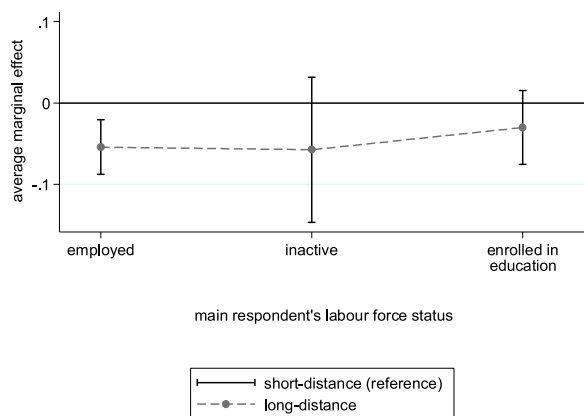 average marginal effect
.1
0
-.1
employed
inactive
enrolled in
education
main respondent's labour force status
short-distance (reference)
long-distance